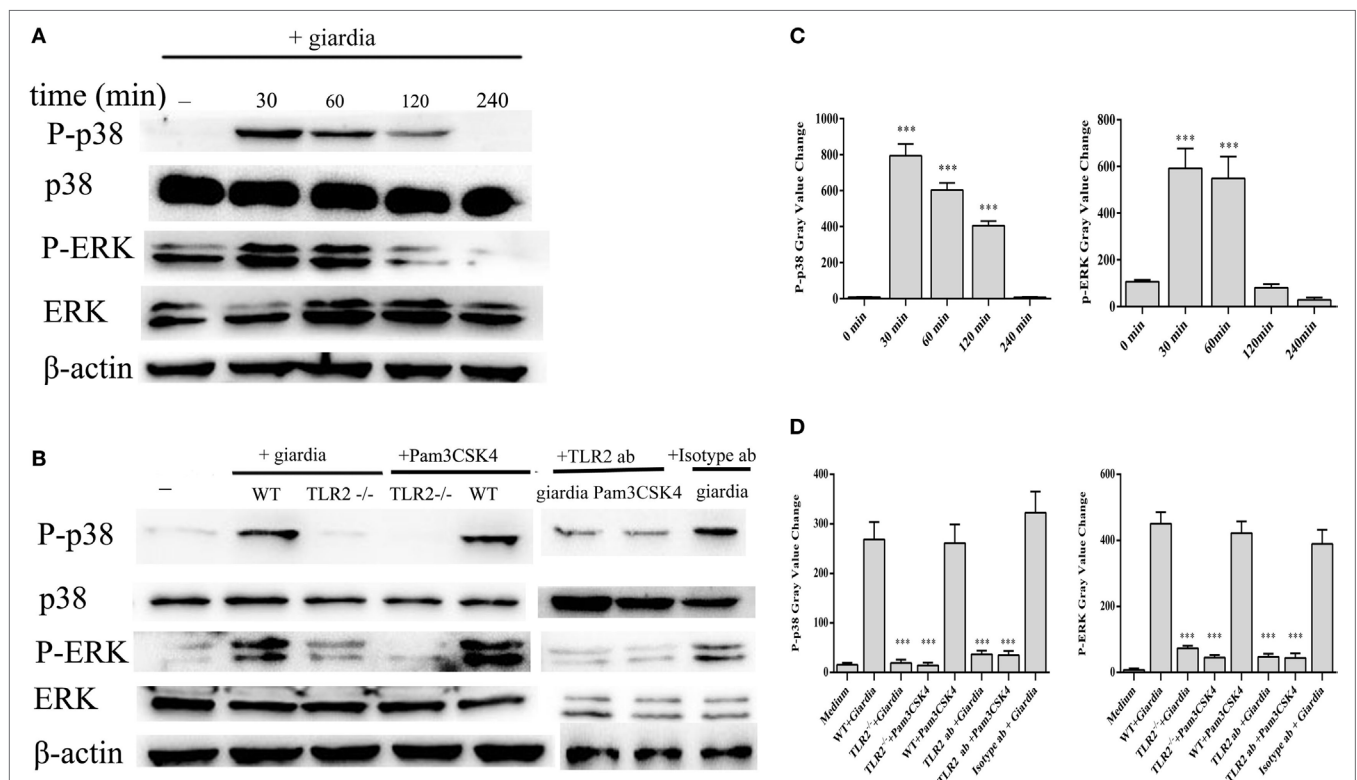 A
+ giardia
time (min) – 30 60 120 240
P-p38
p38
P-ERK
ERK
β-actin
B
+ giardia +Pam3CSK4 +TLR2 ab +Isotype ab
– WT TLR2 -/- TLR2-/- WT giardia Pam3CSK4 giardia
P-p38
p38
P-ERK
ERK
β-actin
C
P-p38 Gray Value Change
1000
800
600
400
200
0
*** *** ***
0 min 30 min 60 min 120 min 240 min
p-ERK Gray Value Change
800
600
400
200
0
*** ***
0 min 30 min 60min 120min 240min
D
P-p38 Gray Value Change
400
300
200
100
0
*** *** *** ***
Medium WT+Giardia TLR2-/-+Giardia TLR2-/-+Pam3CSK4 WT+Pam3CSK4 TLR2 ab+Giardia TLR2 ab+Pam3CSK4 Isotype ab + Giardia
P-ERK Gray Value Change
600
400
200
0
*** *** *** ***
Medium WT+Giardia TLR2-/-+Giardia TLR2-/-+Pam3CSK4 WT+Pam3CSK4 TLR2 ab+Giardia TLR2 ab+Pam3CSK4 Isotype ab + Giardia